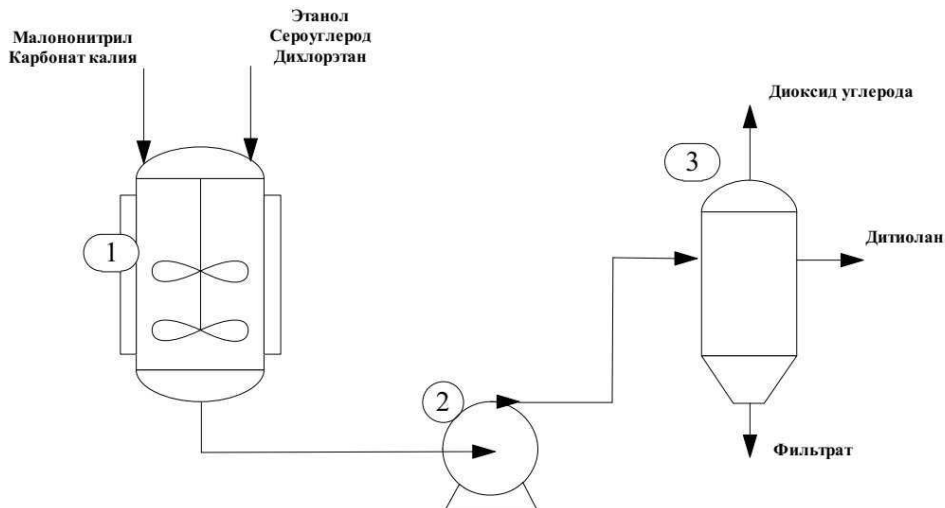 Малононитрил
Карбонат калия
Этанол
Сероуглерод
Дихлорэтан
1
2
3
Диоксид углерода
Дитиолан
Фильтрат